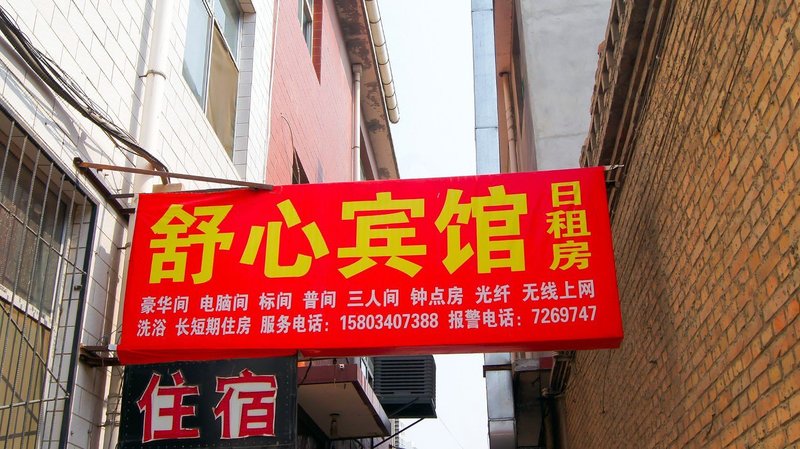 舒心宾馆
日租房
豪华间 电脑间 标间 普间 三人间 钟点房 光纤 无线上网
洗浴 长短期住房 服务电话：15803407388 报警电话：7269747
住宿